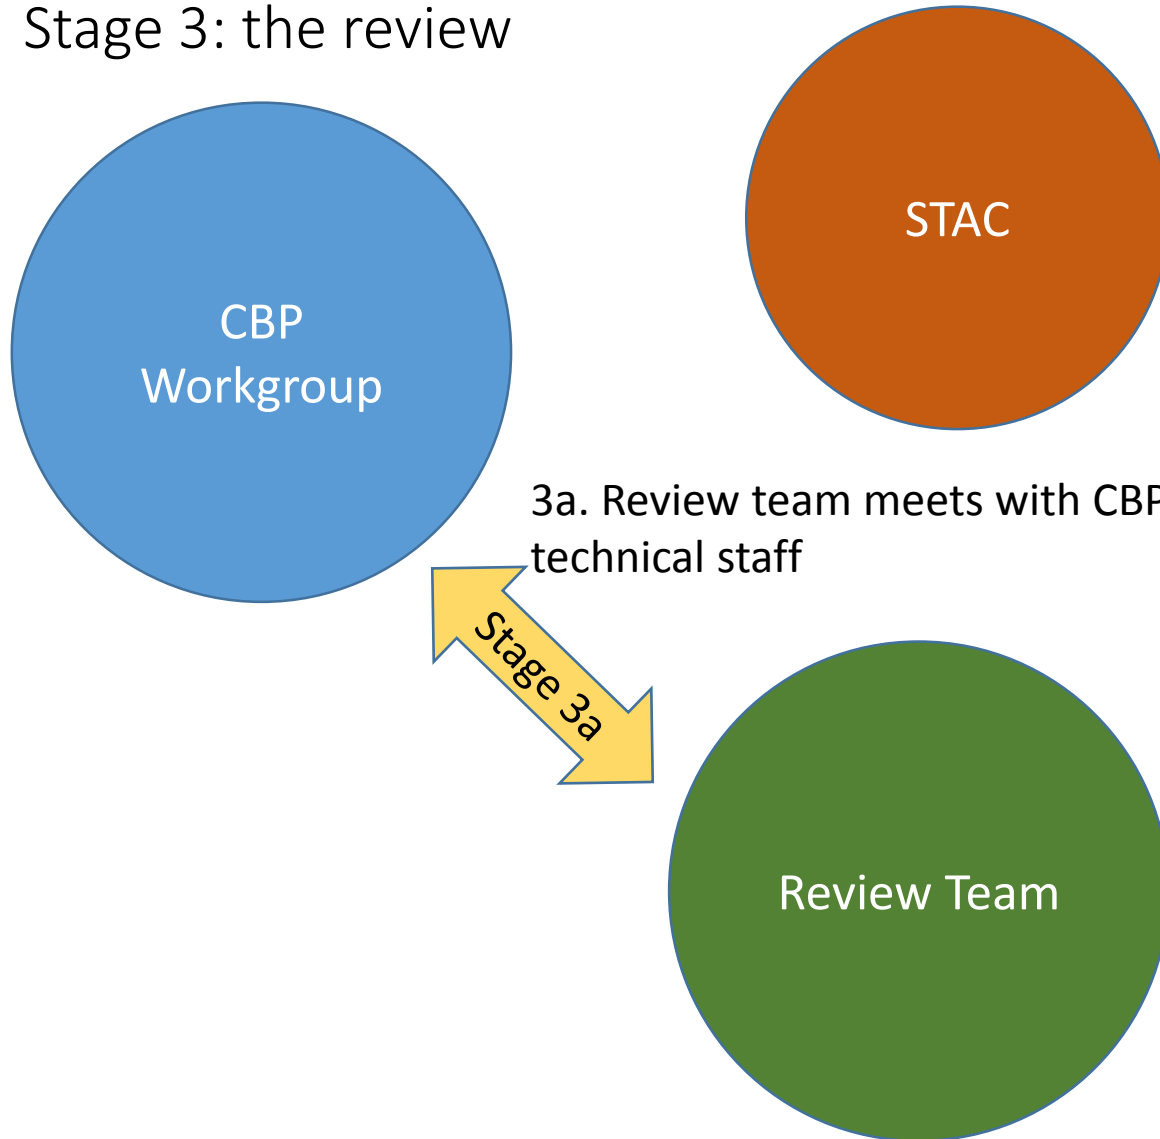 Stage 3: the review
STAC
CBP
Workgroup
3a. Review team meets with CBP
technical staff
Stage 3a
Review Team